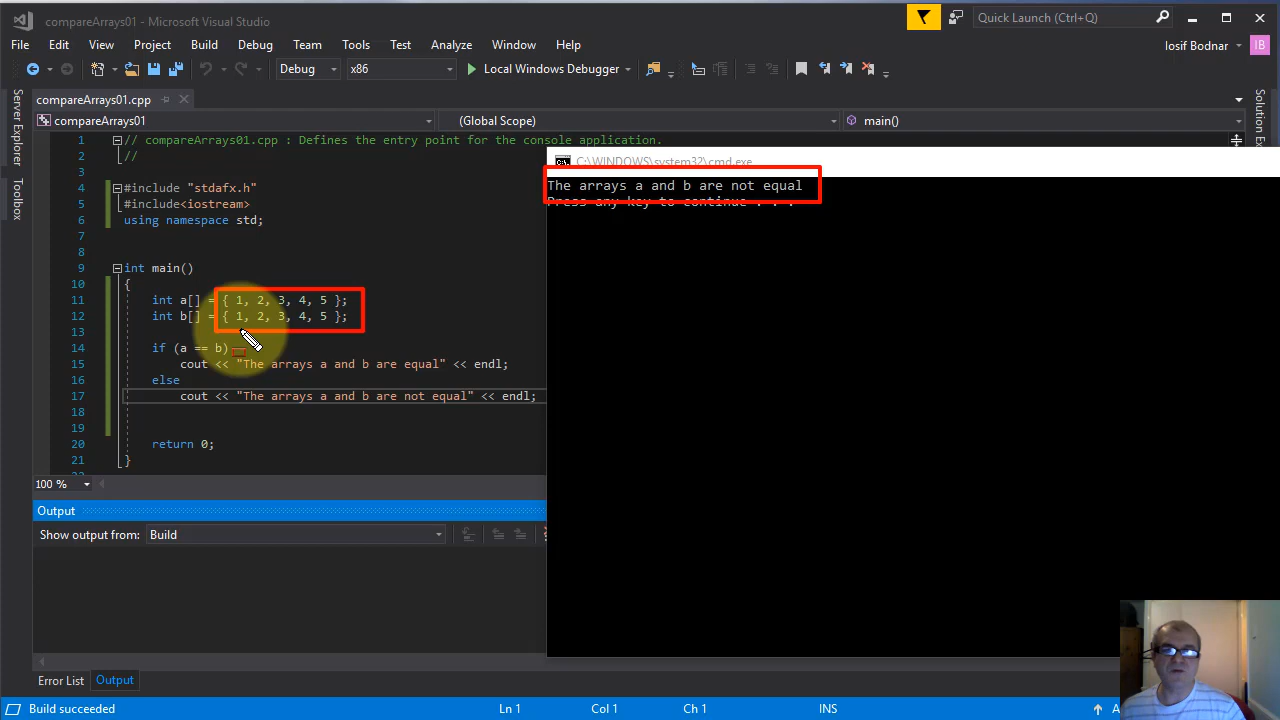 compareArrays01 - Microsoft Visual Studio
Quick Launch (Ctrl+Q)
File Edit View Project Build Debug Team Tools Test Analyze Window Help
Iosif Bodnar IB
Debug x86 Local Windows Debugger
Server Explorer
Toolbox
Solution Ex
compareArrays01.cpp
compareArrays01 (Global Scope) main()
1 // compareArrays01.cpp : Defines the entry point for the console application.
2 //
3
4 #include "stdafx.h"
5 #include<iostream>
6 using namespace std;
7
8
9 int main()
10 {
11 int a[] = { 1, 2, 3, 4, 5 };
12 int b[] = { 1, 2, 3, 4, 5 };
13
14 if (a == b)
15 cout << "The arrays a and b are equal" << endl;
16 else
17 cout << "The arrays a and b are not equal" << endl;
18
19
20 return 0;
21 }
100 %
C:\WINDOWS\system32\cmd.exe
The arrays a and b are not equal
Press any key to continue . . .
Output
Show output from: Build
Error List Output
Build succeeded Ln 1 Col 1 Ch 1 INS